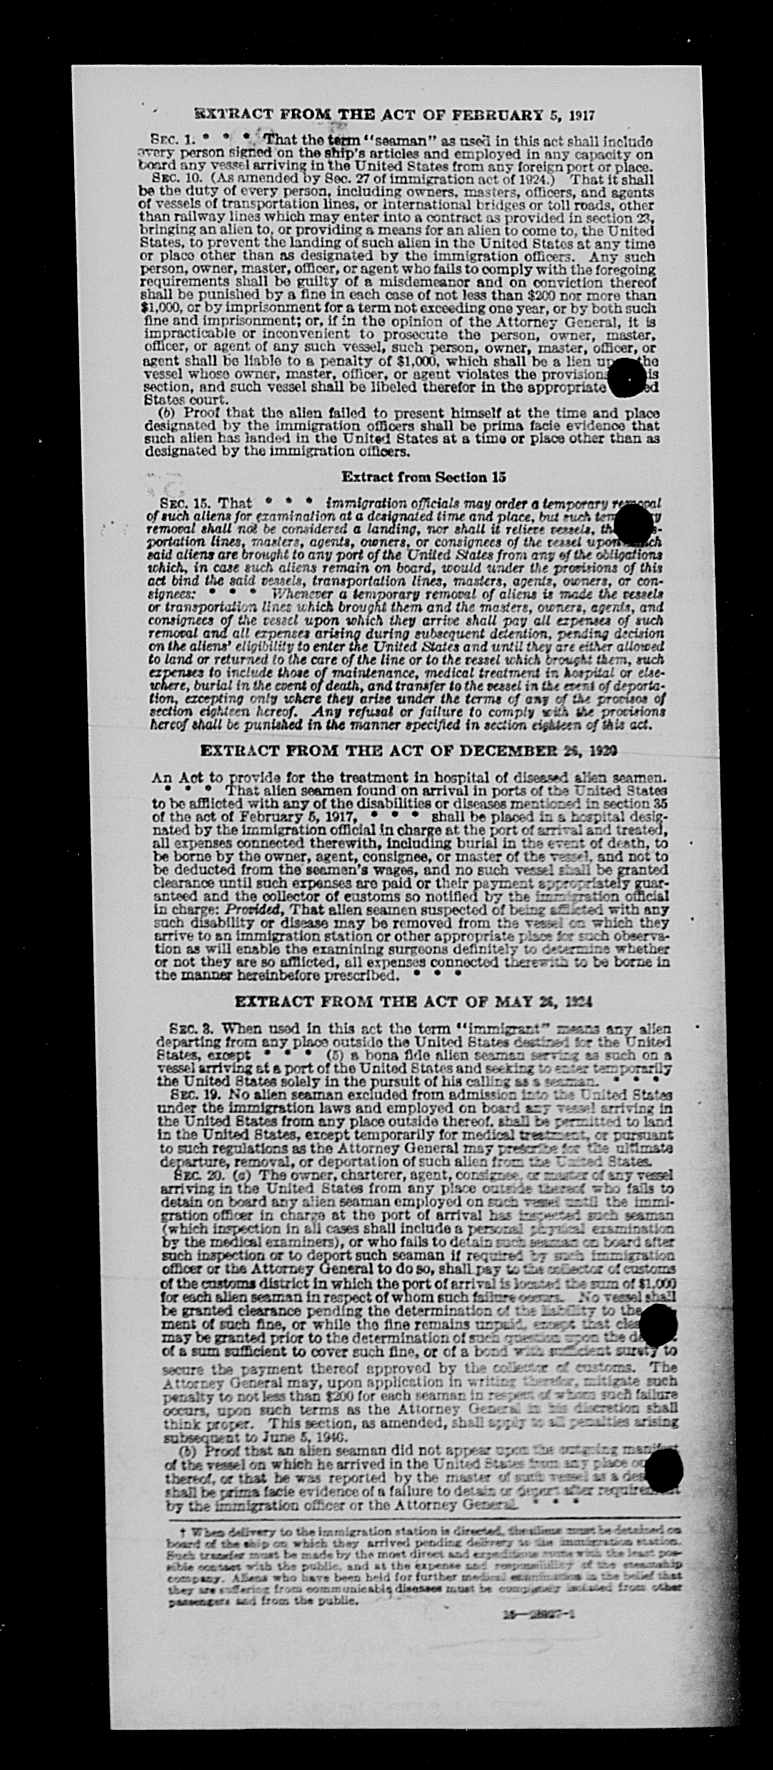 EXTRACT FROM THE ACT OF FEBRUARY 5, 1917
SEC. 1. * * * That the term "seaman" as used in this act shall include
every person signed on the ship's articles and employed in any capacity on
board any vessel arriving in the United States from any foreign port or place.
SEC. 10. (As amended by Sec. 27 of immigration act of 1924.) That it shall
be the duty of every person, including owners, masters, officers, and agents
of vessels of transportation lines, or international bridges or toll roads, other
than railway lines which may enter into a contract as provided in section 23,
bringing an alien to, or providing a means for an alien to come to, the United
States, to prevent the landing of such alien in the United States at any time
or place other than as designated by the immigration officers. Any such
person, owner, master, officer, or agent who fails to comply with the foregoing
requirements shall be guilty of a misdemeanor and on conviction thereof
shall be punished by a fine in each case of not less than $200 nor more than
$1,000, or by imprisonment for a term not exceeding one year, or by both such
fine and imprisonment; or, if in the opinion of the Attorney General, it is
impracticable or inconvenient to prosecute the person, owner, master,
officer, or agent of any such vessel, such person, owner, master, officer, or
agent shall be liable to a penalty of $1,000, which shall be a lien up the
vessel whose owner, master, officer, or agent violates the provisions is
section, and such vessel shall be libeled therefor in the appropriate ed
States court.
(b) Proof that the alien failed to present himself at the time and place
designated by the immigration officers shall be prima facie evidence that
such alien has landed in the United States at a time or place other than as
designated by the immigration officers.
Extract from Section 15
SEC. 15. That * * * immigration officials may order a temporary removal
of such aliens for examination at a designated time and place, but such tem y
removal shall not be considered a landing, nor shall it relieve vessels, th s-
portation lines, masters, agents, owners, or consignees of the vessel upon ch
said aliens are brought to any port of the United States from any of the obligations
which, in case such aliens remain on board, would under the provisions of this
act bind the said vessels, transportation lines, masters, agents, owners, or con-
signees: * * * Whenever a temporary removal of aliens is made the vessels
or transportation lines which brought them and the masters, owners, agents, and
consignees of the vessel upon which they arrive shall pay all expenses of such
removal and all expenses arising during subsequent detention, pending decision
on the aliens' eligibility to enter the United States and until they are either allowed
to land or returned to the care of the line or to the vessel which brought them, such
expenses to include those of maintenance, medical treatment in hospital or else-
where, burial in the event of death, and transfer to the vessel in the event of deporta-
tion, excepting only where they arise under the terms of any of the provisos of
section eighteen hereof. Any refusal or failure to comply with the provisions
hereof shall be punished in the manner specified in section eighteen of this act.
EXTRACT FROM THE ACT OF DECEMBER 26, 1920
An Act to provide for the treatment in hospital of diseased alien seamen.
* * * That alien seamen found on arrival in ports of the United States
to be afflicted with any of the disabilities or diseases mentioned in section 35
of the act of February 5, 1917, * * * shall be placed in a hospital desig-
nated by the immigration official in charge at the port of arrival and treated,
all expenses connected therewith, including burial in the event of death, to
be borne by the owner, agent, consignee, or master of the vessel, and not to
be deducted from the seamen's wages, and no such vessel shall be granted
clearance until such expenses are paid or their payment appropriately guar-
anteed and the collector of customs so notified by the immigration official
in charge: Provided, That alien seamen suspected of being afflicted with any
such disability or disease may be removed from the vessel on which they
arrive to an immigration station or other appropriate place for such observa-
tion as will enable the examining surgeons definitely to determine whether
or not they are so afflicted, all expenses connected therewith to be borne in
the manner hereinbefore prescribed. * * *
EXTRACT FROM THE ACT OF MAY 26, 1924
SEC. 3. When used in this act the term "immigrant" means any alien
departing from any place outside the United States destined for the United
States, except * * * (5) a bona fide alien seaman serving as such on a
vessel arriving at a port of the United States and seeking to enter temporarily
the United States solely in the pursuit of his calling as a seaman. * * *
SEC. 19. No alien seaman excluded from admission into the United States
under the immigration laws and employed on board any vessel arriving in
the United States from any place outside thereof, shall be permitted to land
in the United States, except temporarily for medical treatment, or pursuant
to such regulations as the Attorney General may prescribe for the ultimate
departure, removal, or deportation of such alien from the United States.
SEC. 20. (a) The owner, charterer, agent, consignee, or master of any vessel
arriving in the United States from any place outside thereof who fails to
detain on board any alien seaman employed on such vessel until the immi-
gration officer in charge at the port of arrival has inspected such seaman
(which inspection in all cases shall include a personal physical examination
by the medical examiners), or who fails to detain such seaman on board after
such inspection or to deport such seaman if required by such immigration
officer or the Attorney General to do so, shall pay to the collector of customs
of the customs district in which the port of arrival is located the sum of $1,000
for each alien seaman in respect of whom such failure occurs. No vessel shall
be granted clearance pending the determination of the liability to the
ment of such fine, or while the fine remains unpaid, except that clea
may be granted prior to the determination of such question upon the de
of a sum sufficient to cover such fine, or of a bond with sufficient surety to
secure the payment thereof approved by the collector of customs. The
Attorney General may, upon application in writing therefor, mitigate such
penalty to not less than $200 for each seaman in respect of whom such failure
occurs, upon such terms as the Attorney General in his discretion shall
think proper. This section, as amended, shall apply to all penalties arising
subsequent to June 5, 1940.
(b) Proof that an alien seaman did not appear upon the outgoing manifest
of the vessel on which he arrived in the United States from any place ou
thereof, or that he was reported by the master of such vessel as a des
shall be prima facie evidence of a failure to detain or deport after requirement
by the immigration officer or the Attorney General. * * *
† When delivery to the immigration station is directed, the aliens must be detained on
board of the ship on which they arrived pending delivery to the immigration station.
Such transfer must be made by the most direct and expeditious route with the least pos-
sible contact with the public, and at the expense and responsibility of the steamship
company. Aliens who have been held for further medical examination in the belief that
they are suffering from communicable diseases must be completely isolated from other
passengers and from the public.